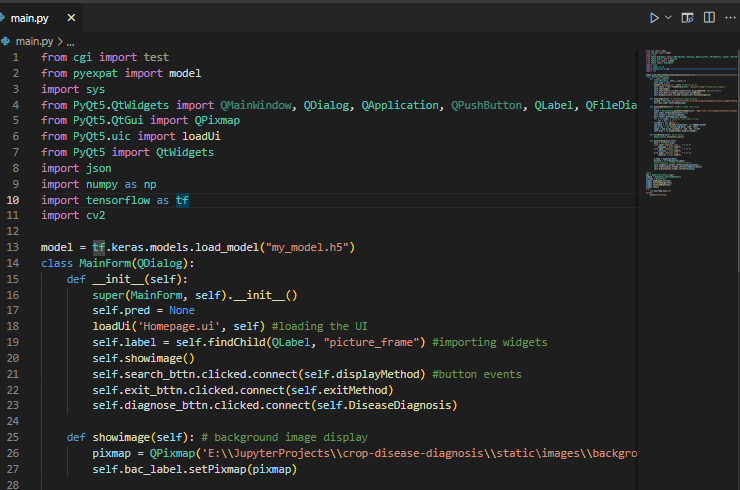 main.py ×
main.py > ...
1 from cgi import test
2 from pyexpat import model
3 import sys
4 from PyQt5.QtWidgets import QMainWindow, QDialog, QApplication, QPushButton, QLabel, QFileDia
5 from PyQt5.QtGui import QPixmap
6 from PyQt5.uic import loadUi
7 from PyQt5 import QtWidgets
8 import json
9 import numpy as np
10 import tensorflow as tf
11 import cv2
12
13 model = tf.keras.models.load_model("my_model.h5")
14 class MainForm(QDialog):
15     def __init__(self):
16         super(MainForm, self).__init__()
17         self.pred = None
18         loadUi('Homepage.ui', self) #loading the UI
19         self.label = self.findChild(QLabel, "picture_frame") #importing widgets
20         self.showimage()
21         self.search_bttn.clicked.connect(self.displayMethod) #button events
22         self.exit_bttn.clicked.connect(self.exitMethod)
23         self.diagnose_bttn.clicked.connect(self.DiseaseDiagnosis)
24
25     def showimage(self): # background image display
26         pixmap = QPixmap('E:\\JupyterProjects\\crop-disease-diagnosis\\static\images\\backgro
27         self.bac_label.setPixmap(pixmap)
28